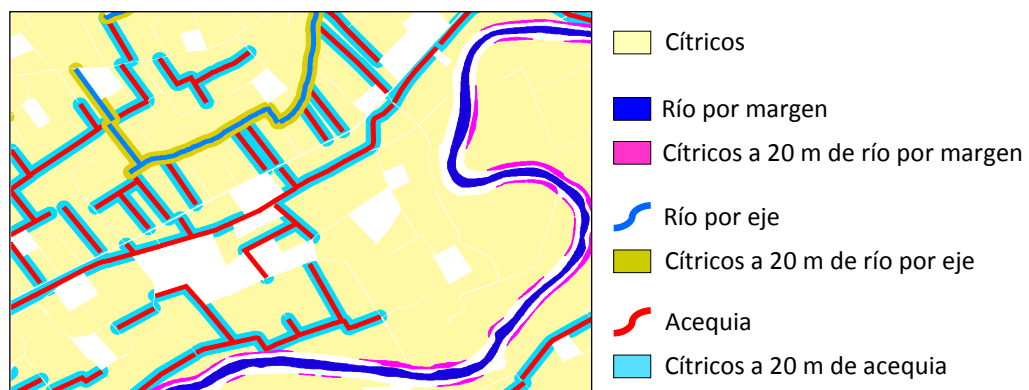 Cítricos
Río por margen
Cítricos a 20 m de río por margen
Río por eje
Cítricos a 20 m de río por eje
Acequia
Cítricos a 20 m de acequia